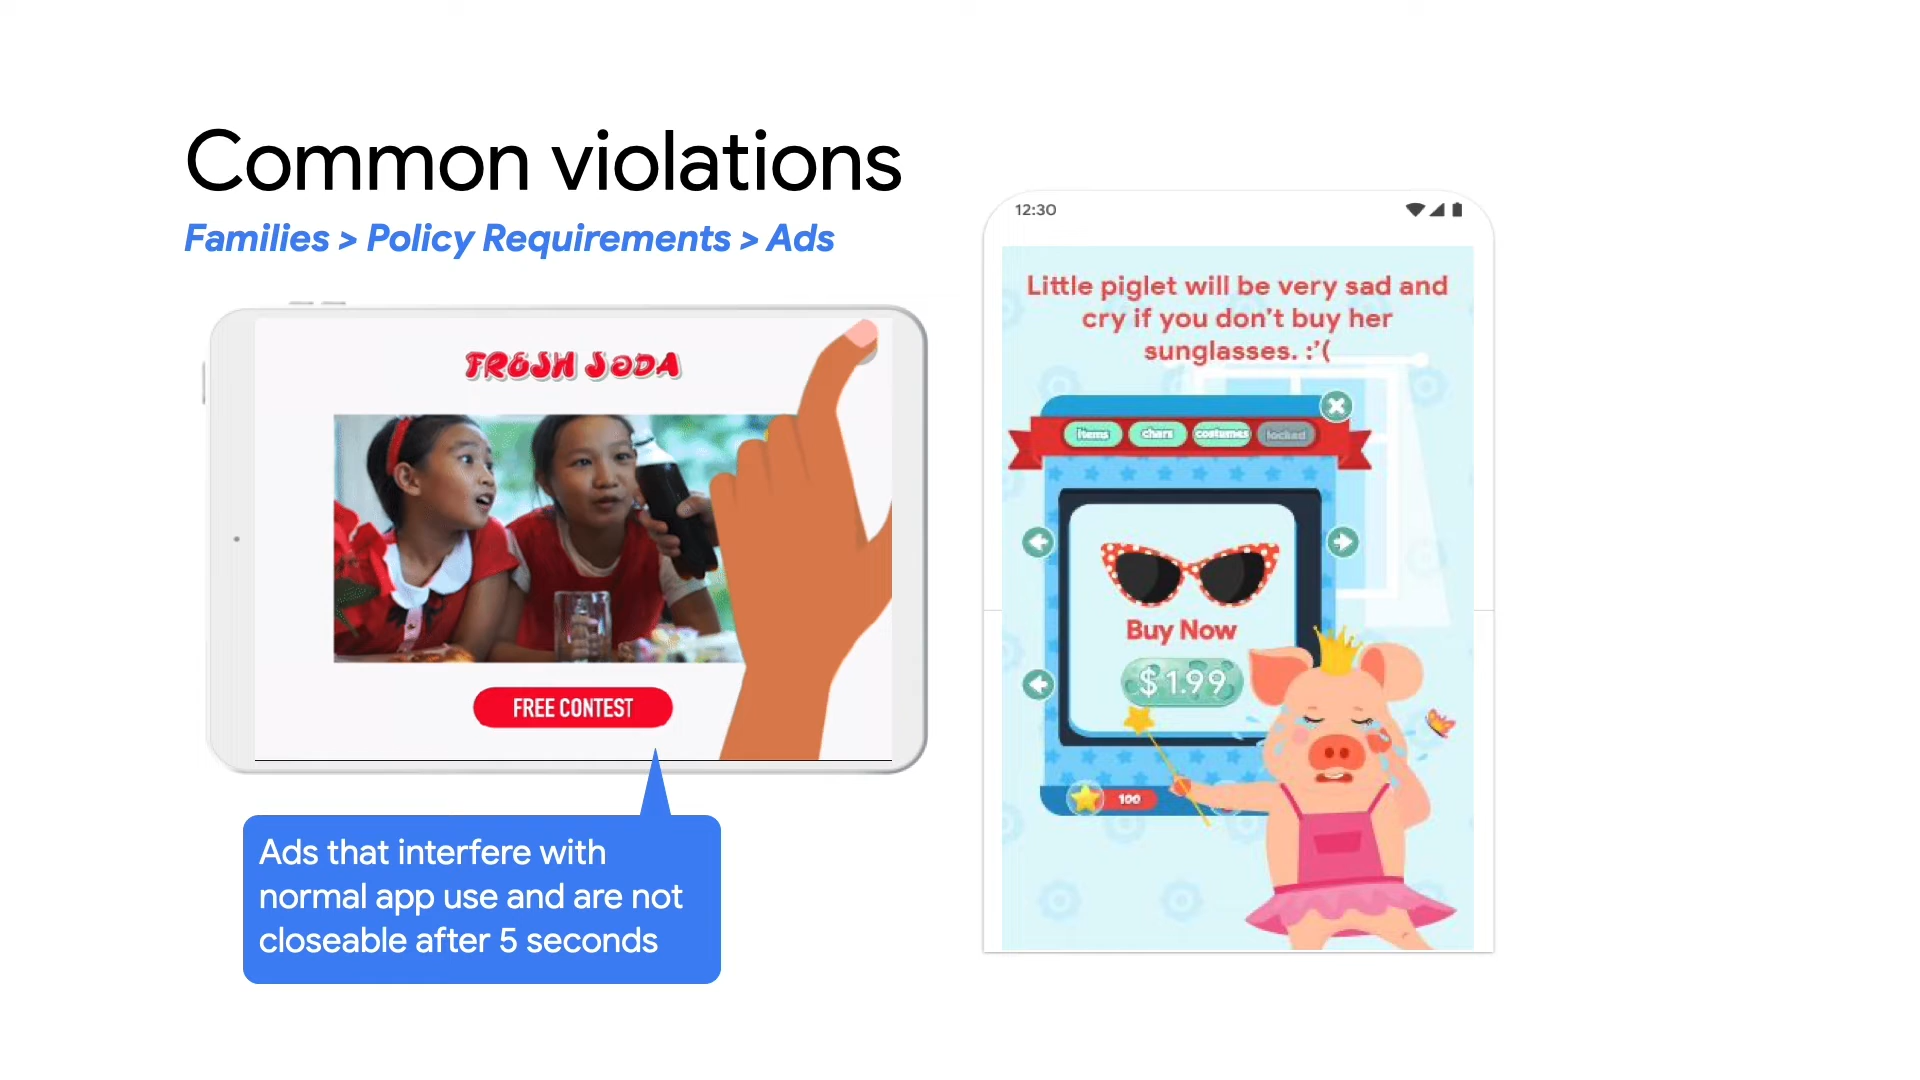 Common violations
Families > Policy Requirements > Ads
FRESH SODA
FREE CONTEST
Ads that interfere with
normal app use and are not
closeable after 5 seconds
12:30
Little piglet will be very sad and
cry if you don't buy her
sunglasses. :'(
items chars costumes locked
Buy Now
$1.99
100